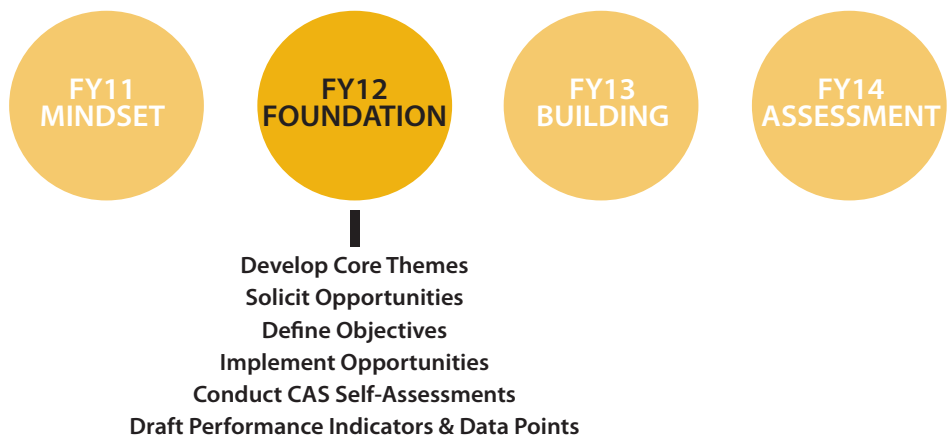 FY11
MINDSET
FY12
FOUNDATION
FY13
BUILDING
FY14
ASSESSMENT
Develop Core Themes
Solicit Opportunities
Define Objectives
Implement Opportunities
Conduct CAS Self-Assessments
Draft Performance Indicators & Data Points